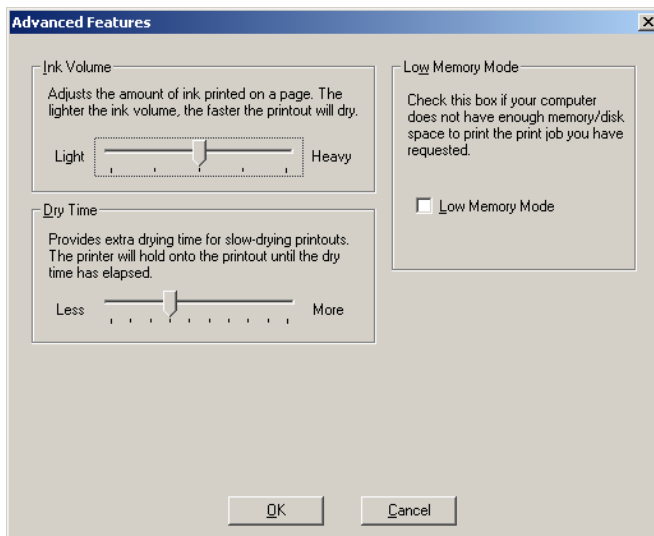 Advanced Features
Ink Volume
Adjusts the amount of ink printed on a page. The
lighter the ink volume, the faster the printout will dry.
Light
Heavy
Dry Time
Provides extra drying time for slow-drying printouts.
The printer will hold onto the printout until the dry
time has elapsed.
Less
More
Low Memory Mode
Check this box if your computer
does not have enough memory/disk
space to print the print job you have
requested.
Low Memory Mode
OK
Cancel